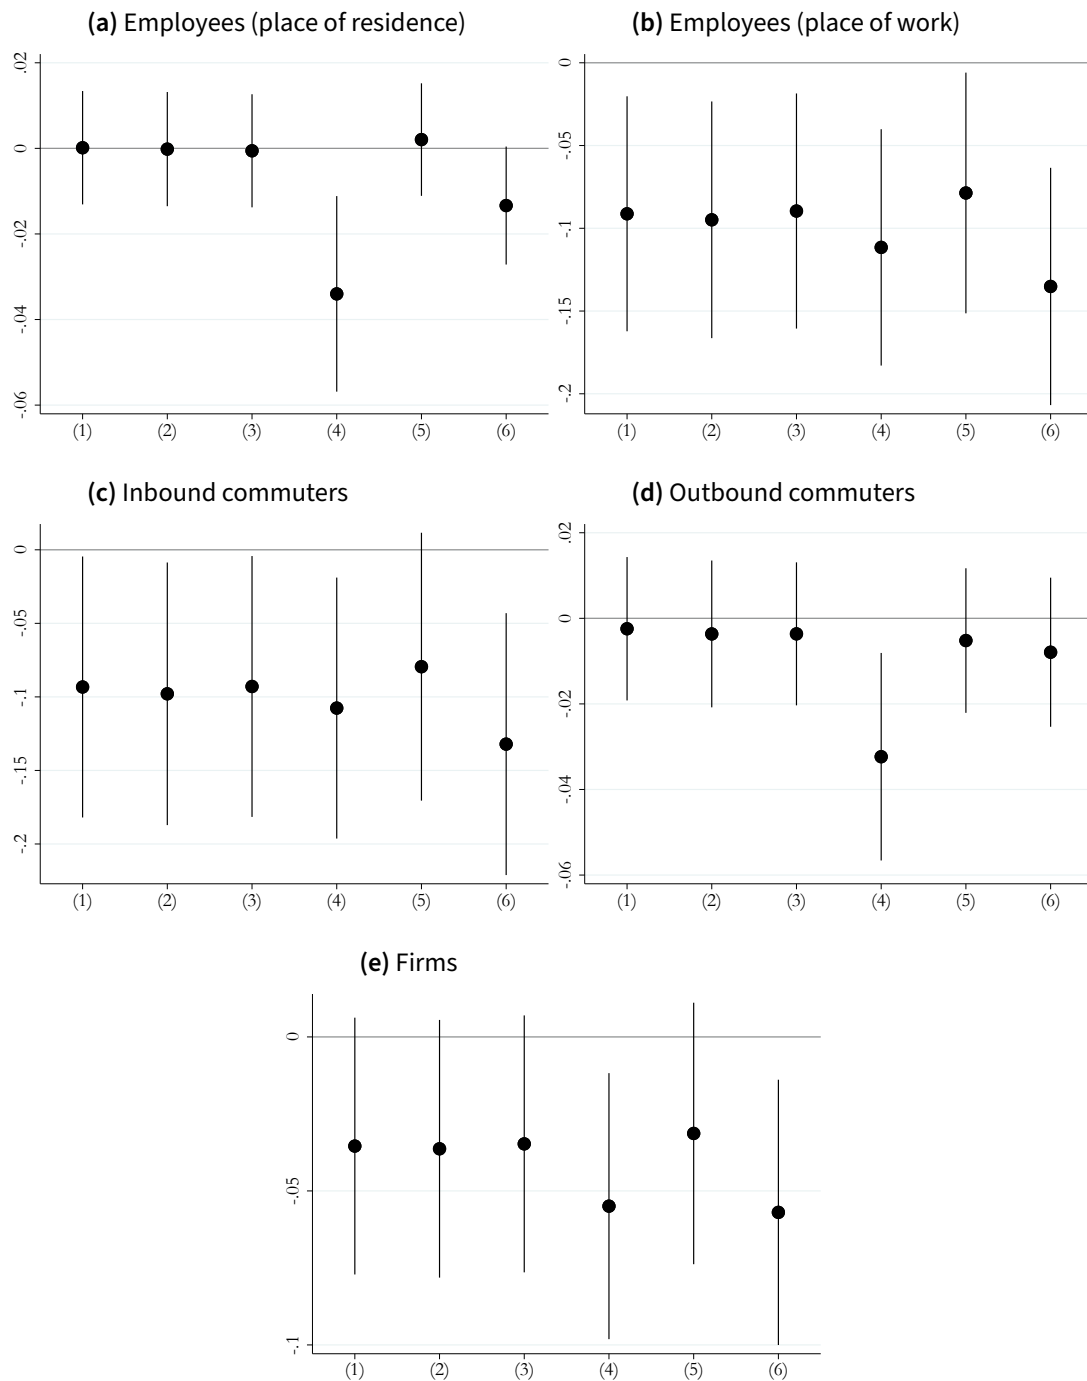 (a) Employees (place of residence)
.02
0
-.02
-.04
-.06
(1) (2) (3) (4) (5) (6)
(b) Employees (place of work)
0
-.05
-.1
-.15
-.2
(1) (2) (3) (4) (5) (6)
(c) Inbound commuters
0
-.05
-.1
-.15
-.2
(1) (2) (3) (4) (5) (6)
(d) Outbound commuters
.02
0
-.02
-.04
-.06
(1) (2) (3) (4) (5) (6)
(e) Firms
0
-.05
-.1
(1) (2) (3) (4) (5) (6)